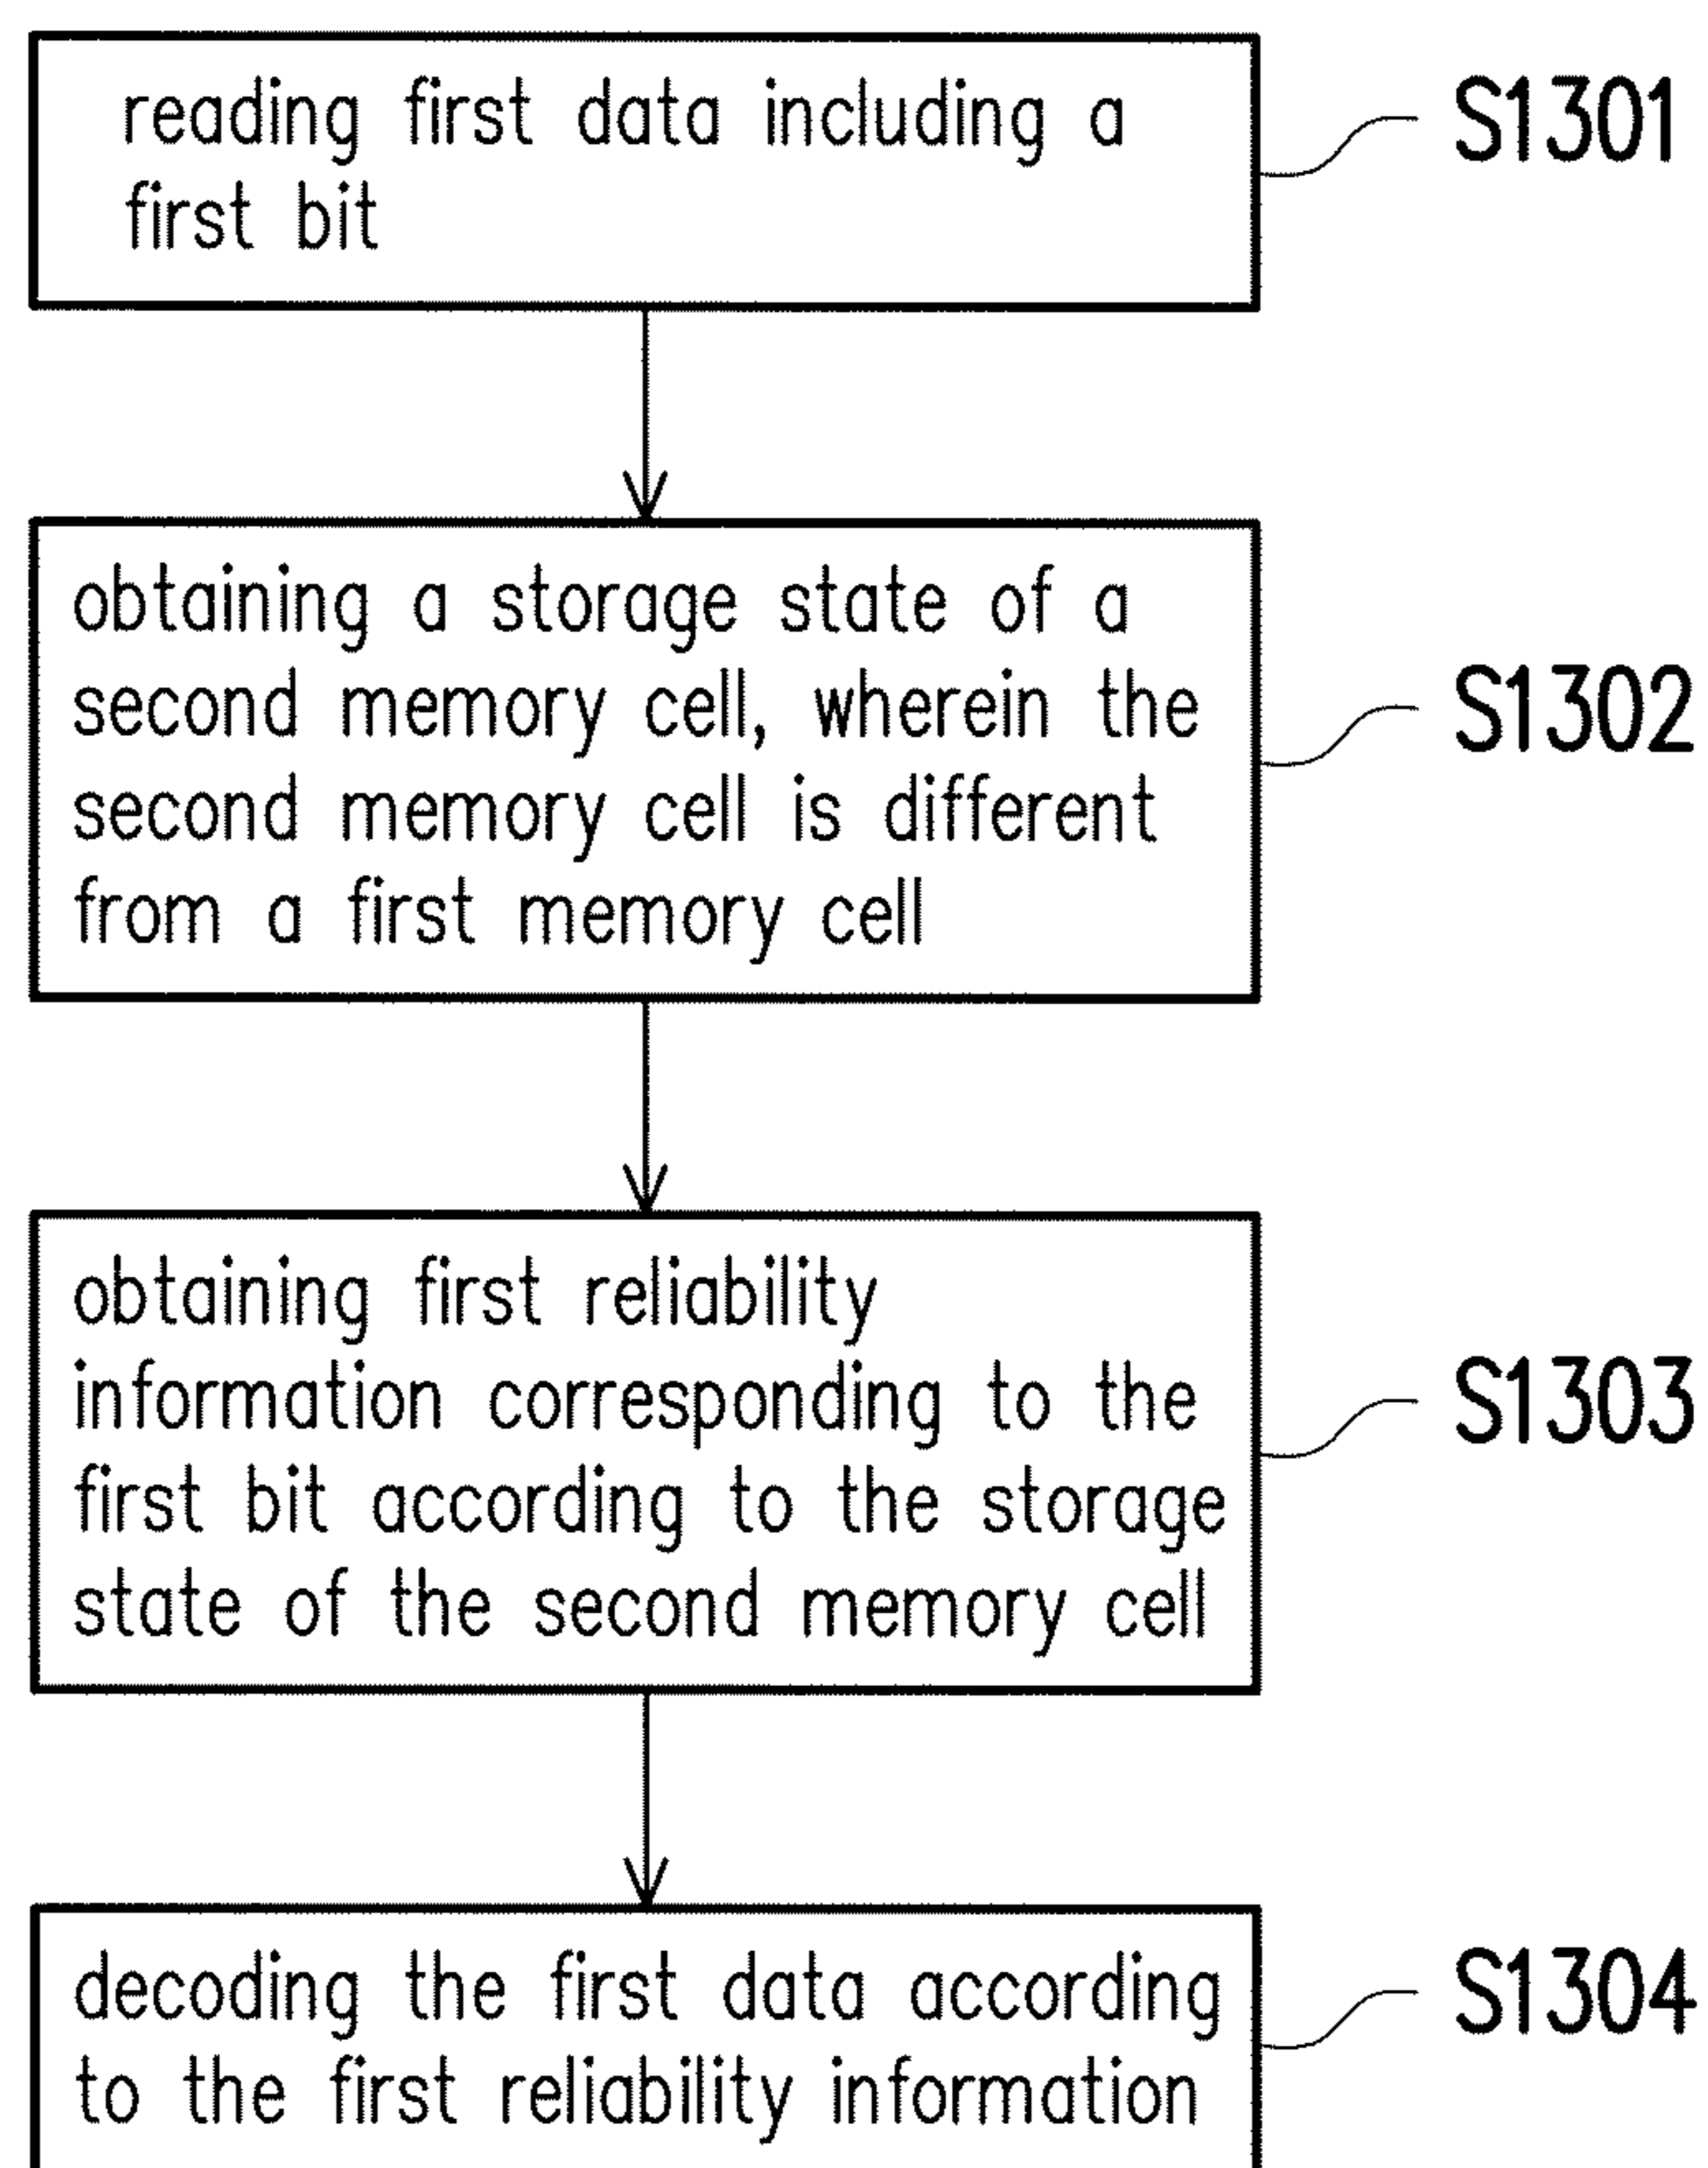 reading first data including a
first bit
S1301
obtaining a storage state of a
second memory cell, wherein the
second memory cell is different
from a first memory cell
S1302
obtaining first reliability
information corresponding to the
first bit according to the storage
state of the second memory cell
S1303
decoding the first data according
to the first reliability information
S1304